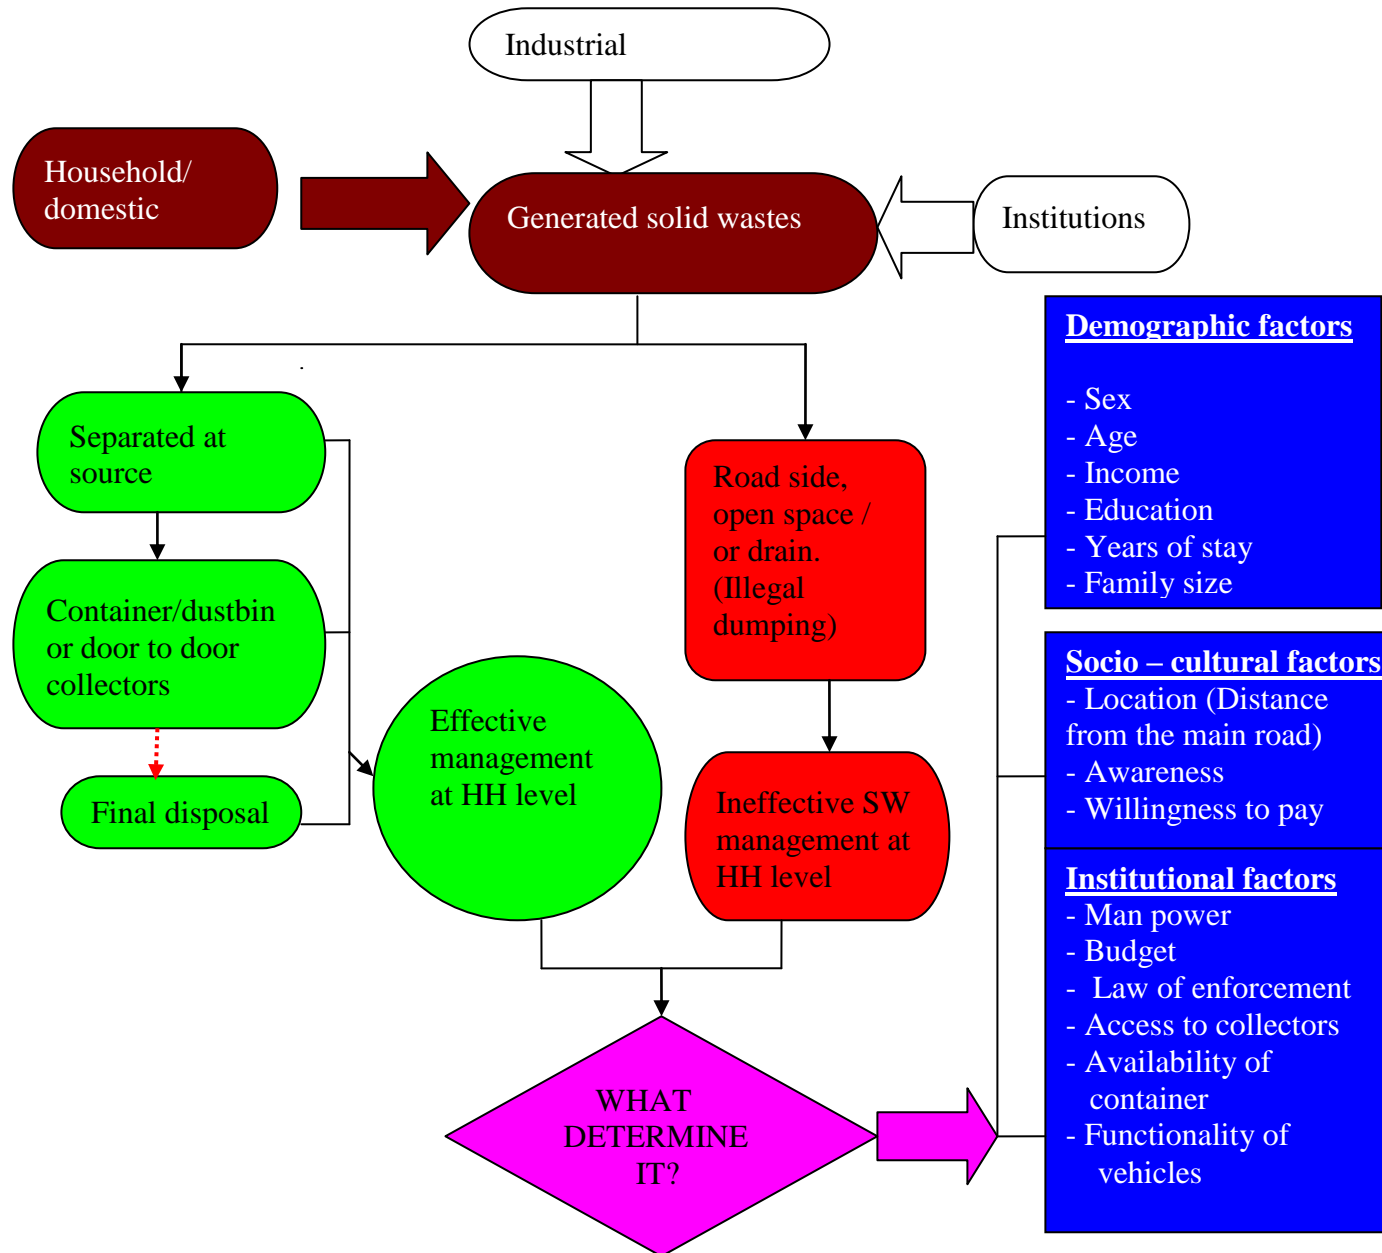 Industrial
Household/
domestic
Generated solid wastes
Institutions
Demographic factors
- Sex
- Age
- Income
- Education
- Years of stay
- Family size
Separated at
source
Road side,
open space /
or drain.
(Illegal
dumping)
Container/dustbin
or door to door
collectors
Socio – cultural factors
- Location (Distance
from the main road)
- Awareness
- Willingness to pay
Effective
management
at HH level
Final disposal
Ineffective SW
management at
HH level
Institutional factors
- Man power
- Budget
- Law of enforcement
- Access to collectors
- Availability of
container
- Functionality of
vehicles
WHAT
DETERMINE
IT?